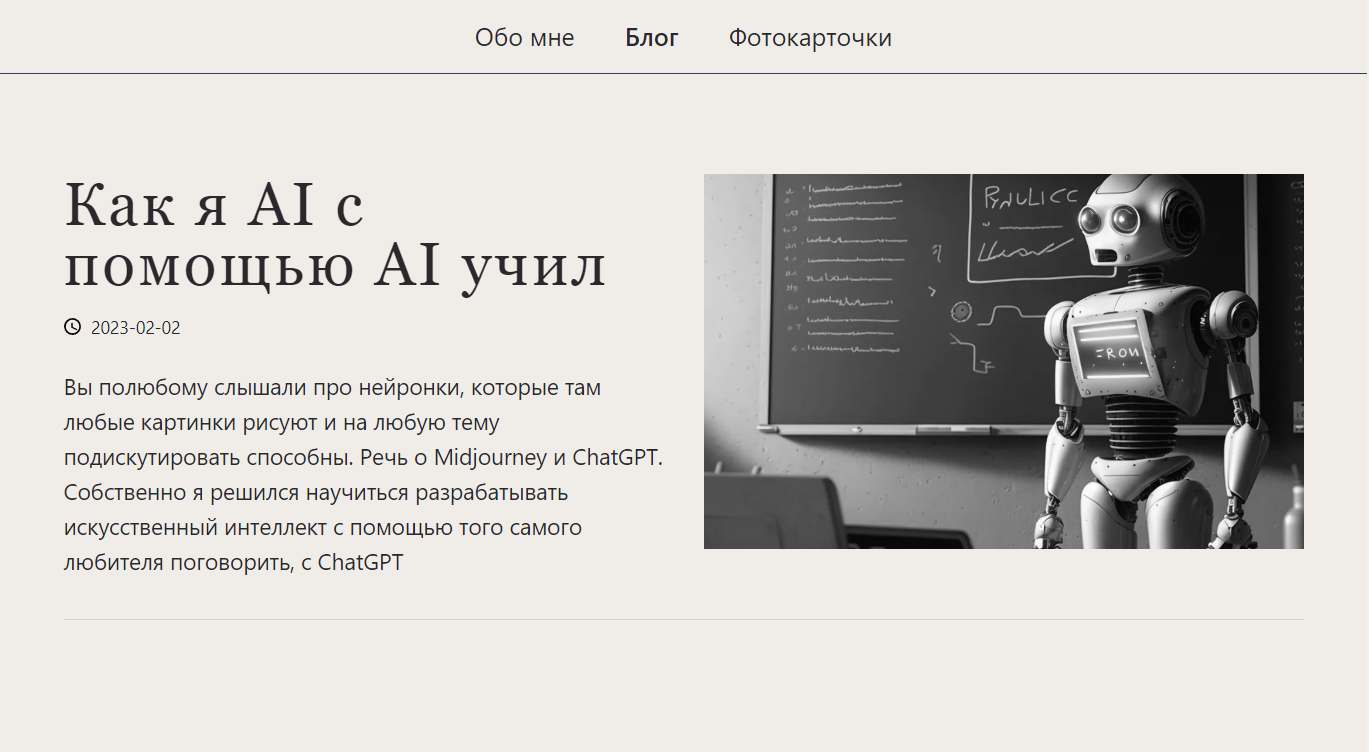 Обо мне Блог Фотокарточки
Как я AI с
помощью AI учил
2023-02-02
Вы полюбому слышали про нейронки, которые там
любые картинки рисуют и на любую тему
подискутировать способны. Речь о Midjourney и ChatGPT.
Собственно я решился научиться разрабатывать
искусственный интеллект с помощью того самого
любителя поговорить, с ChatGPT